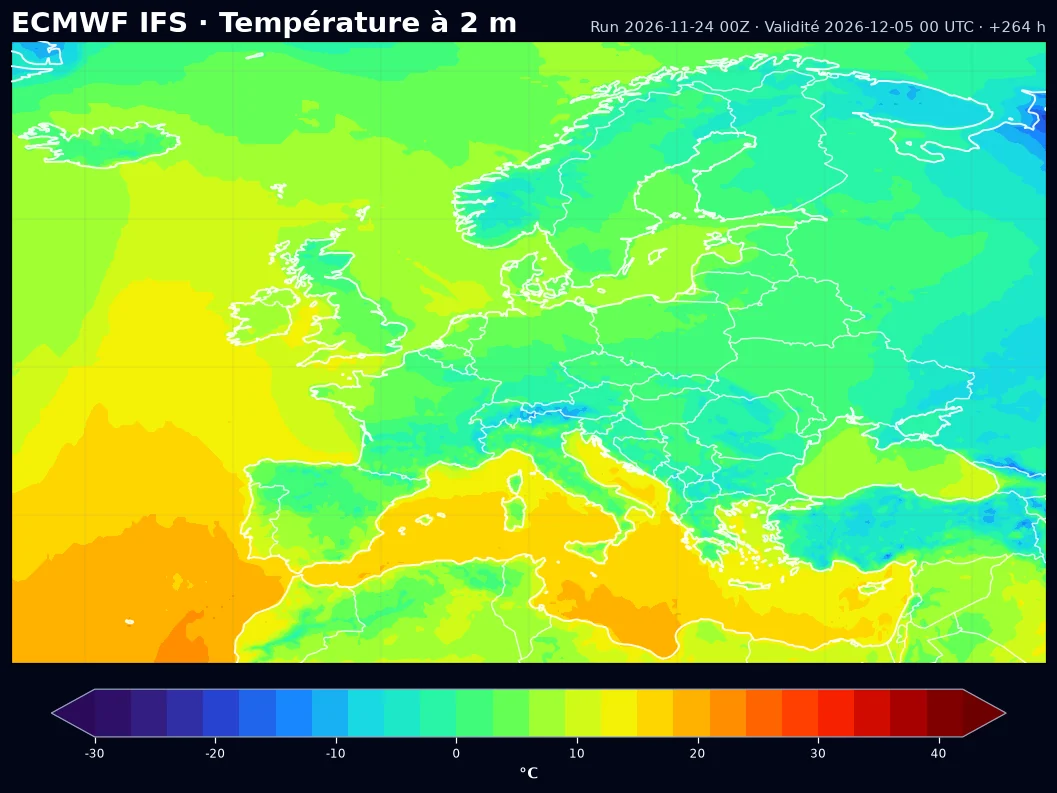 ECMWF IFS · Température à 2 m
Run 2026-11-24 00Z · Validité 2026-12-05 00 UTC · +264 h
-30 -20 -10 0 10 20 30 40
°C